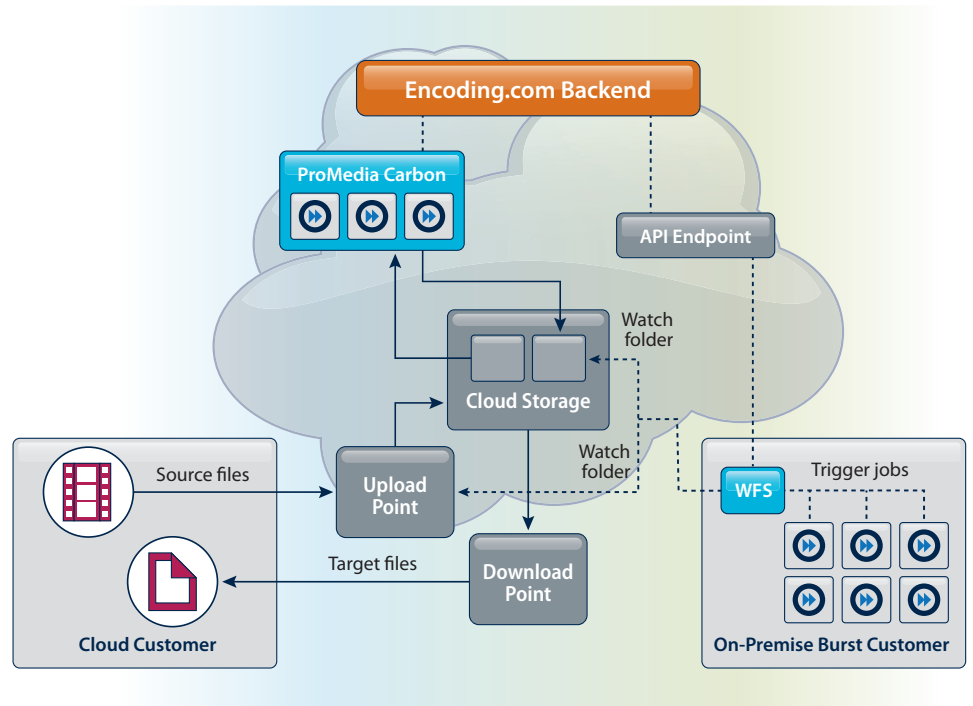 Encoding.com Backend
ProMedia Carbon
API Endpoint
Watch
folder
Cloud Storage
Watch
folder
Source files
Upload
Point
WFS
Trigger jobs
Target files
Download
Point
Cloud Customer
On-Premise Burst Customer